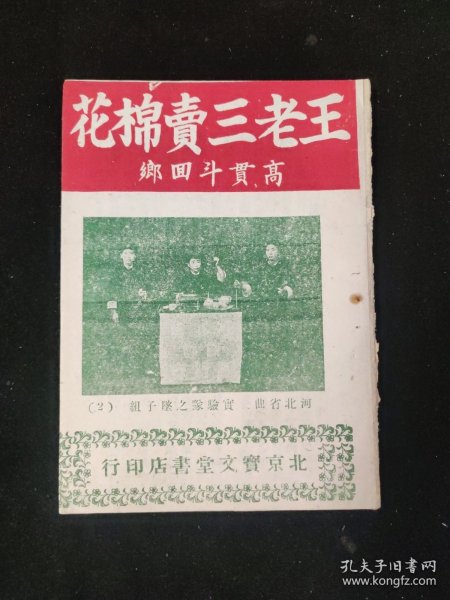 王老三賣棉花
高貫斗回鄉
河北省曲 實驗隊之墜子組 (2)
北京寶文堂書店印行
孔夫子旧书网
www.kongfz.com